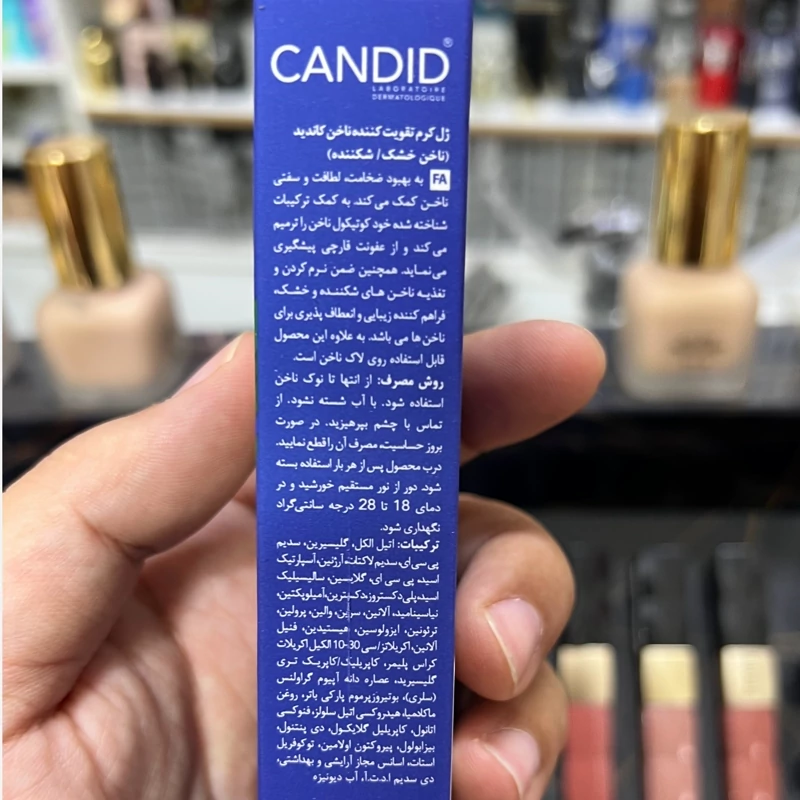 CANDID®
LABORATOIRE
DERMATOLOGIQUE
ژل کرم تقویت کننده ناخن کاندید
(ناخن خشک / شکننده)
FA به بهبود ضخامت، لطافت و سفتی
ناخن کمک می کند. به کمک ترکیبات
شناخته شده خود کوتیکول ناخن را ترمیم
می کند و از عفونت قارچی پیشگیری
می نماید. همچنین ضمن نرم کردن و
تغذیه ناخن های شکننده و خشک،
فراهم کننده زیبایی و انعطاف پذیری برای
ناخن ها می باشد. به علاوه این محصول
قابل استفاده روی لاک ناخن است.
روش مصرف: از انتها تا نوک ناخن
استفاده شود. با آب شسته نشود. از
تماس با چشم بپرهیزید. در صورت
بروز حساسیت، مصرف آن را قطع نمایید.
درب محصول پس از هر بار استفاده بسته
شود. دور از نور مستقیم خورشید و در
دمای 18 تا 28 درجه سانتی‌گراد
نگهداری شود.
ترکیبات: اتیل الکل، گلیسیرین، سدیم
پی سی ای، سدیم لاکتات، آرژنین، آسپارتیک
اسید، پی سی ای، گلایسین، سالیسیلیک
اسید، پلی دکستروز، دکسترین، آمیلوپکتین،
نیاسینامید، آلانین، سرین، والین، پرولین،
ترئونین، ایزولوسین، هیستیدین، فنیل
آلانین، اکریلاتز/سی 30-10 الکیل اکریلات
کراس پلیمر، کاپریلیک/کاپریک تری
گلیسیرید، عصاره دانه آپیوم گراولنس
(سلری)، بوتیروزپرموم پارکی باتر، روغن
ماکادمیا، هیدروکسی اتیل سلولز، فنوکسی
اتانول، کاپریلیل گلایکول، دی پنتنول،
بیزابولول، پیروکتون اولامین، توکوفریل
استات، اسانس مجاز آرایشی و بهداشتی،
دی سدیم ا.د.ت.آ، آب دیونیزه